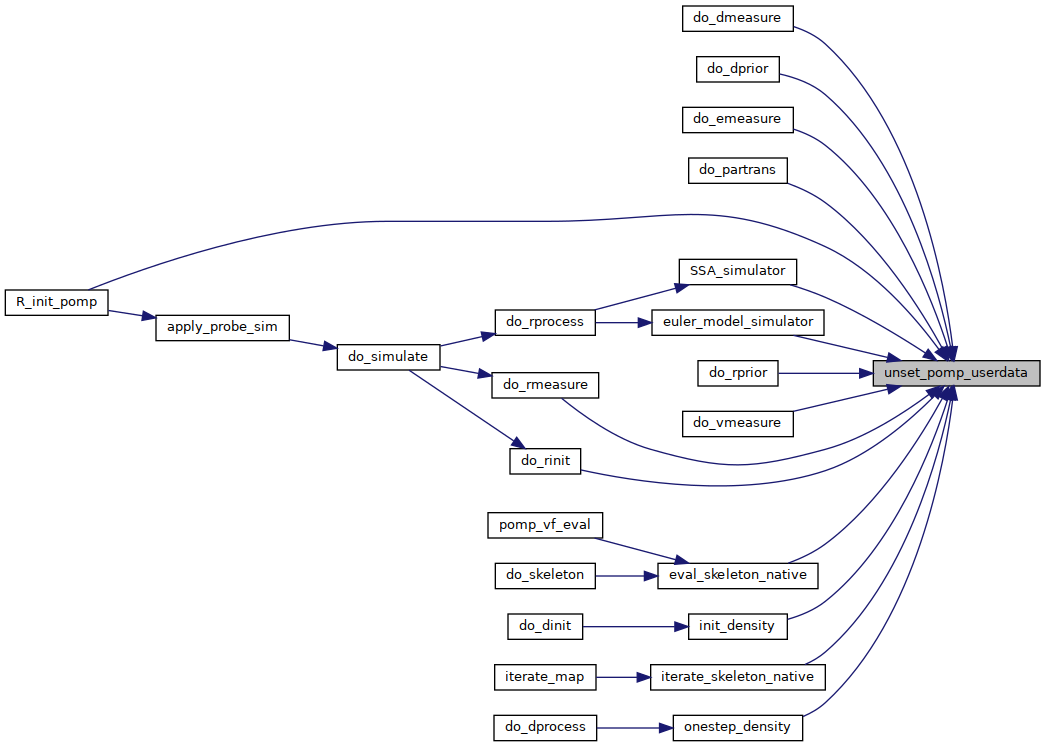 do_dmeasure
do_dprior
do_emeasure
do_partrans
SSA_simulator
R_init_pomp
apply_probe_sim
do_simulate
do_rprocess
euler_model_simulator
do_rmeasure
do_rprior
unset_pomp_userdata
do_vmeasure
do_rinit
pomp_vf_eval
do_skeleton
eval_skeleton_native
do_dinit
init_density
iterate_map
iterate_skeleton_native
do_dprocess
onestep_density